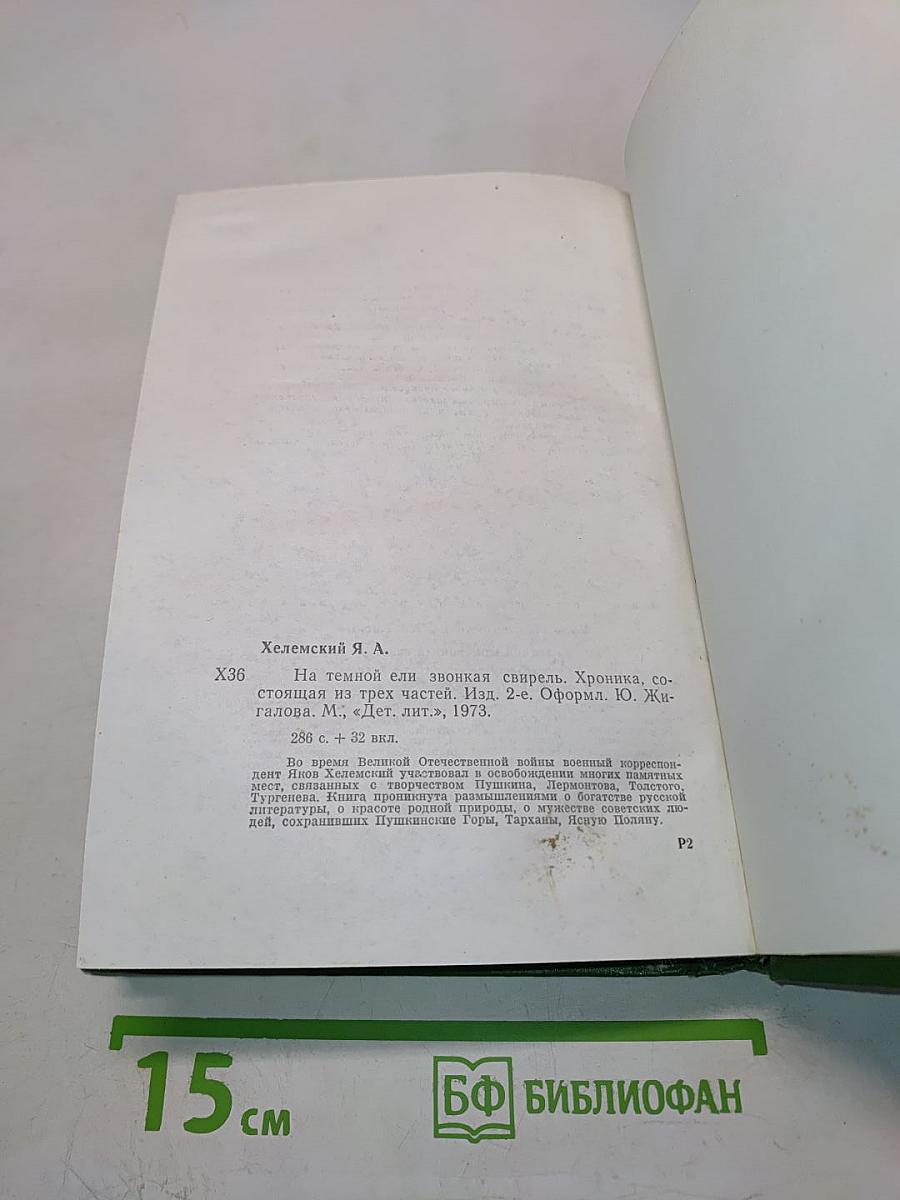 Хелемский Я. А.
Х36 На темной ели звонкая свирель. Хроника, со-
стоящая из трех частей. Изд. 2-е. Оформл. Ю. Жи-
галова. М., «Дет. лит.», 1973.
286 с. + 32 вкл.
Во время Великой Отечественной войны военный корреспон-
дент Яков Хелемский участвовал в освобождении многих памятных
мест, связанных с творчеством Пушкина, Лермонтова, Толстого,
Тургенева. Книга проникнута размышлениями о богатстве русской
литературы, о красоте родной природы, о мужестве советских лю-
дей, сохранивших Пушкинские Горы, Тарханы, Ясную Поляну.
Р2
15 см
БФ БИБЛИОФАН